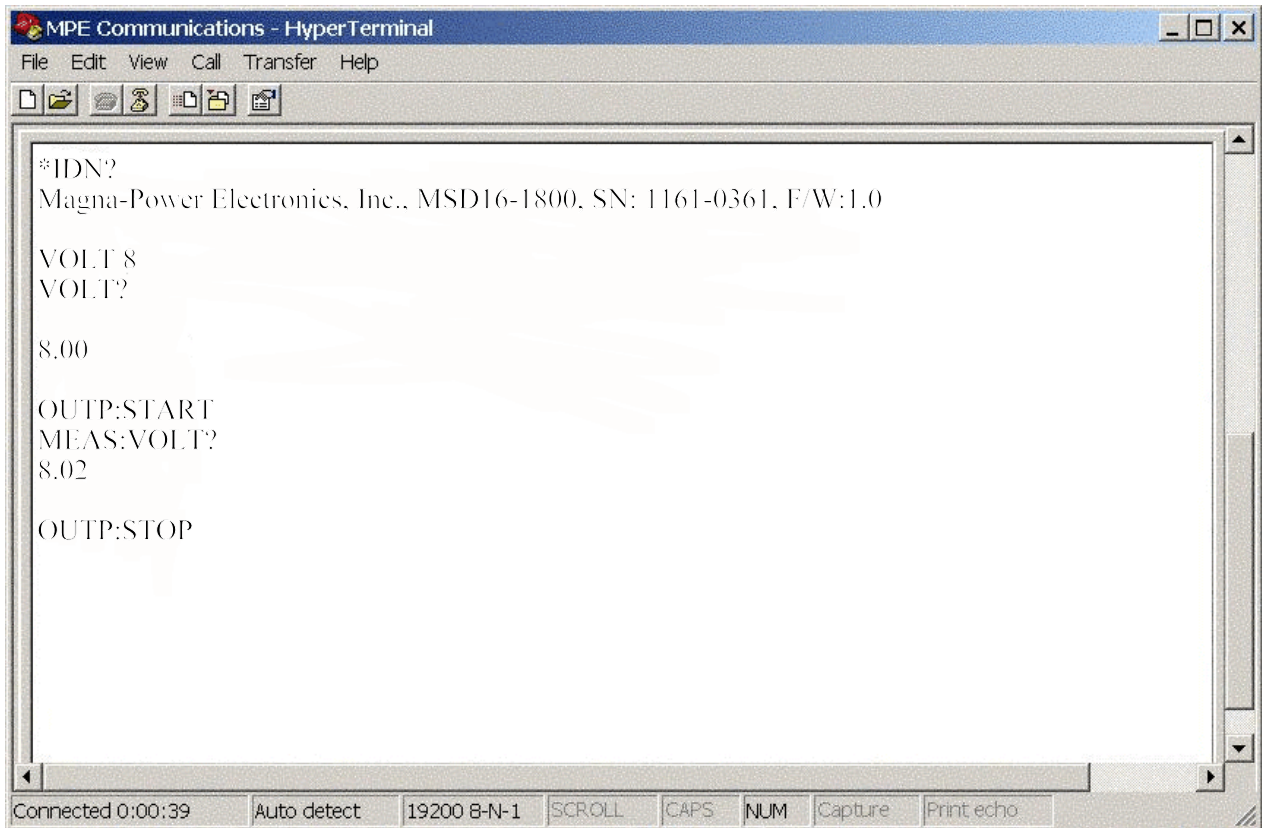 MPE Communications - HyperTerminal
File Edit View Call Transfer Help
*IDN?
Magna-Power Electronics, Inc., MSD16-1800, SN: 1161-0361, F/W:1.0
VOLT 8
VOLT?
8.00
OUTP:START
MEAS:VOLT?
8.02
OUTP:STOP
Connected 0:00:39 Auto detect 19200 8-N-1 SCROLL CAPS NUM Capture Print echo